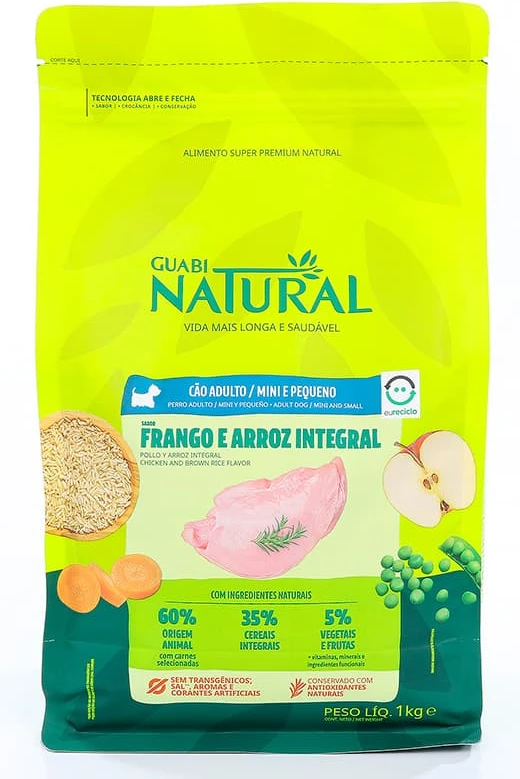 CORTE AQUI
TECNOLOGIA ABRE E FECHA
• SABOR | • CROCÂNCIA | • CONSERVAÇÃO
ALIMENTO SUPER PREMIUM NATURAL
GUABI
NATURAL
VIDA MAIS LONGA E SAUDÁVEL
CÃO ADULTO / MINI E PEQUENO
PERRO ADULTO / MINI Y PEQUEÑO • ADULT DOG / MINI AND SMALL
eureciclo
SABOR
FRANGO E ARROZ INTEGRAL
POLLO Y ARROZ INTEGRAL
CHICKEN AND BROWN RICE FLAVOR
COM INGREDIENTES NATURAIS
60% 35% 5%
ORIGEM CEREAIS VEGETAIS
ANIMAL INTEGRAIS E FRUTAS
com carnes + vitaminas, minerais e
selecionadas ingredientes funcionais
SEM TRANSGÊNICOS, CONSERVADO COM
SAL**, AROMAS E ANTIOXIDANTES
CORANTES ARTIFICIAIS NATURAIS
PESO LÍQ. 1kg e
CONT. NETO / NET WEIGHT